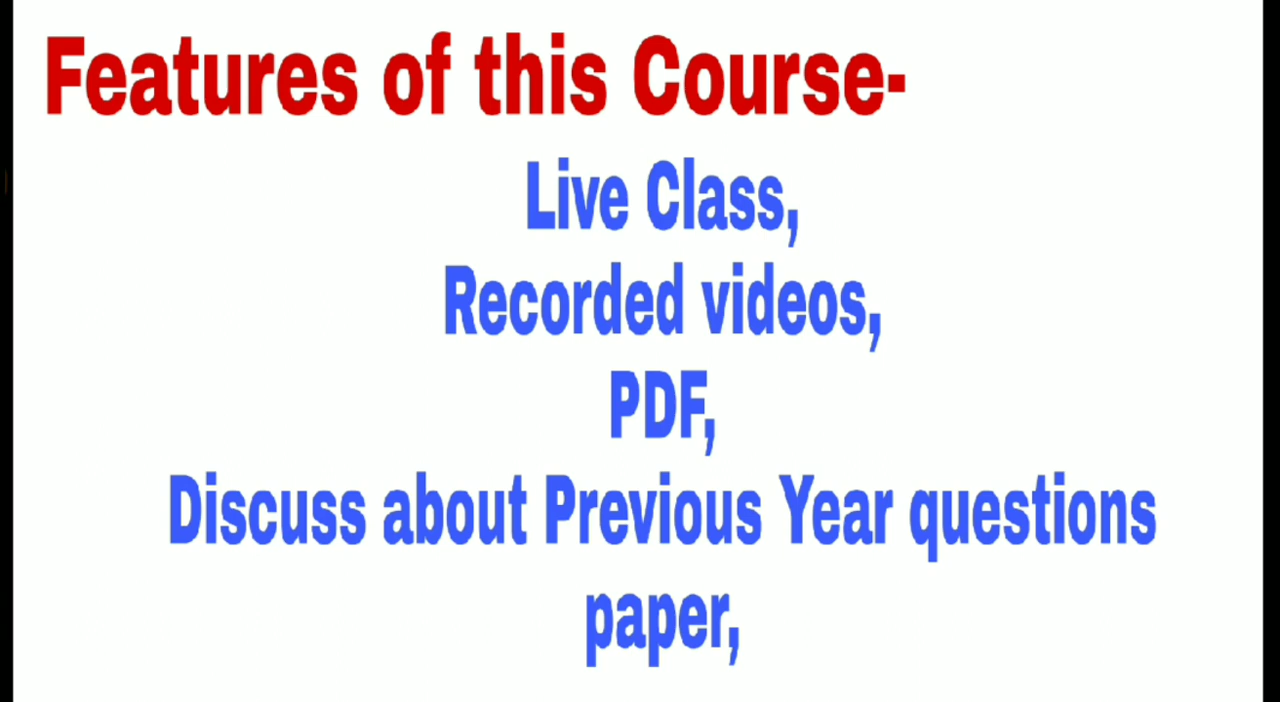 Features of this Course-
Live Class,
Recorded videos,
PDF,
Discuss about Previous Year questions
paper,